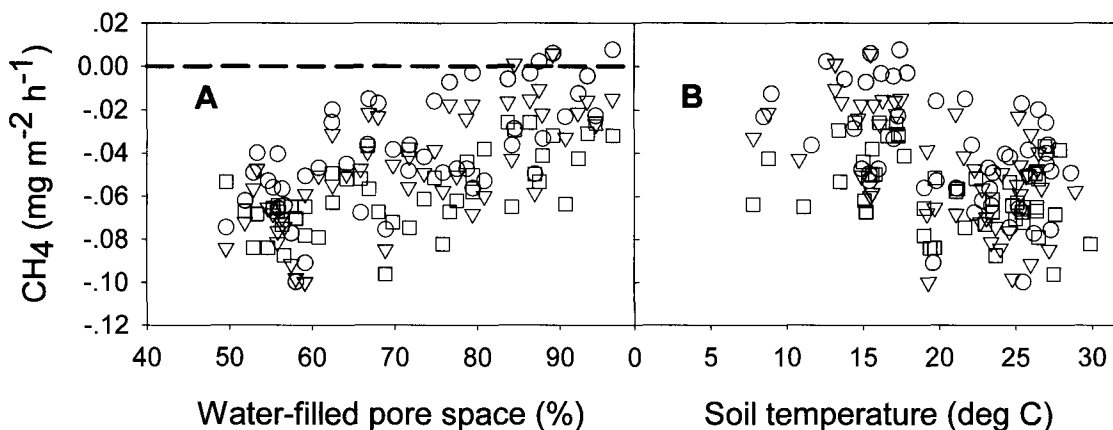 .02
0.00
-.02
-.04
-.06
-.08
-.10
-.12
CH4 (mg m−2 h−1)
A
B
40 50 60 70 80 90 0 5 10 15 20 25 30
Water-filled pore space (%) Soil temperature (deg C)